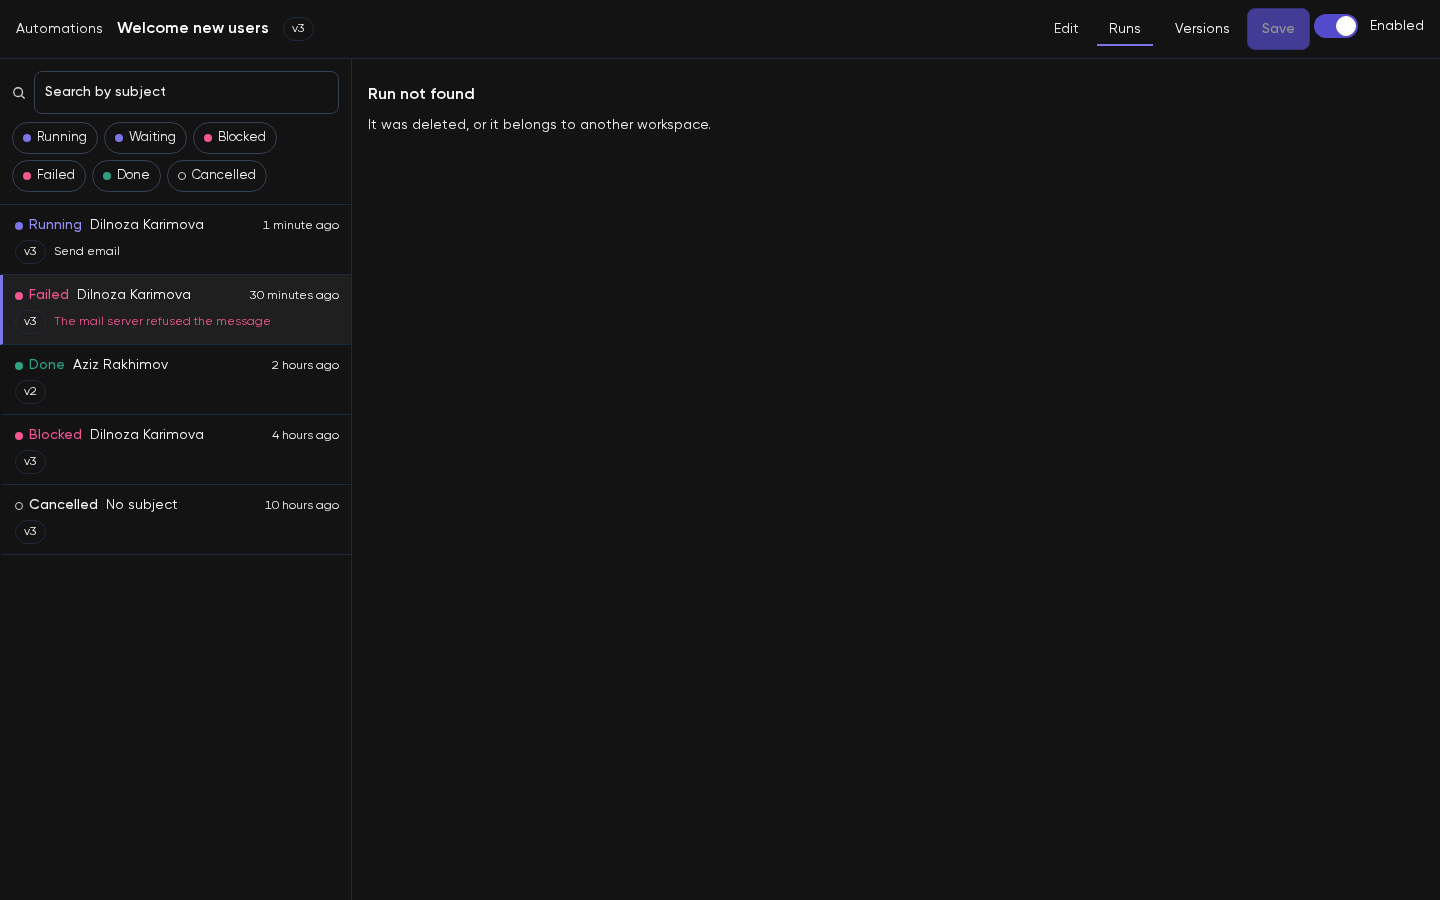 Automations Welcome new users v3 Edit Runs Versions Save Enabled
Search by subject
Running Waiting Blocked
Failed Done Cancelled
Running Dilnoza Karimova 1 minute ago
v3 Send email
Failed Dilnoza Karimova 30 minutes ago
v3 The mail server refused the message
Done Aziz Rakhimov 2 hours ago
v2
Blocked Dilnoza Karimova 4 hours ago
v3
Cancelled No subject 10 hours ago
v3
Run not found
It was deleted, or it belongs to another workspace.